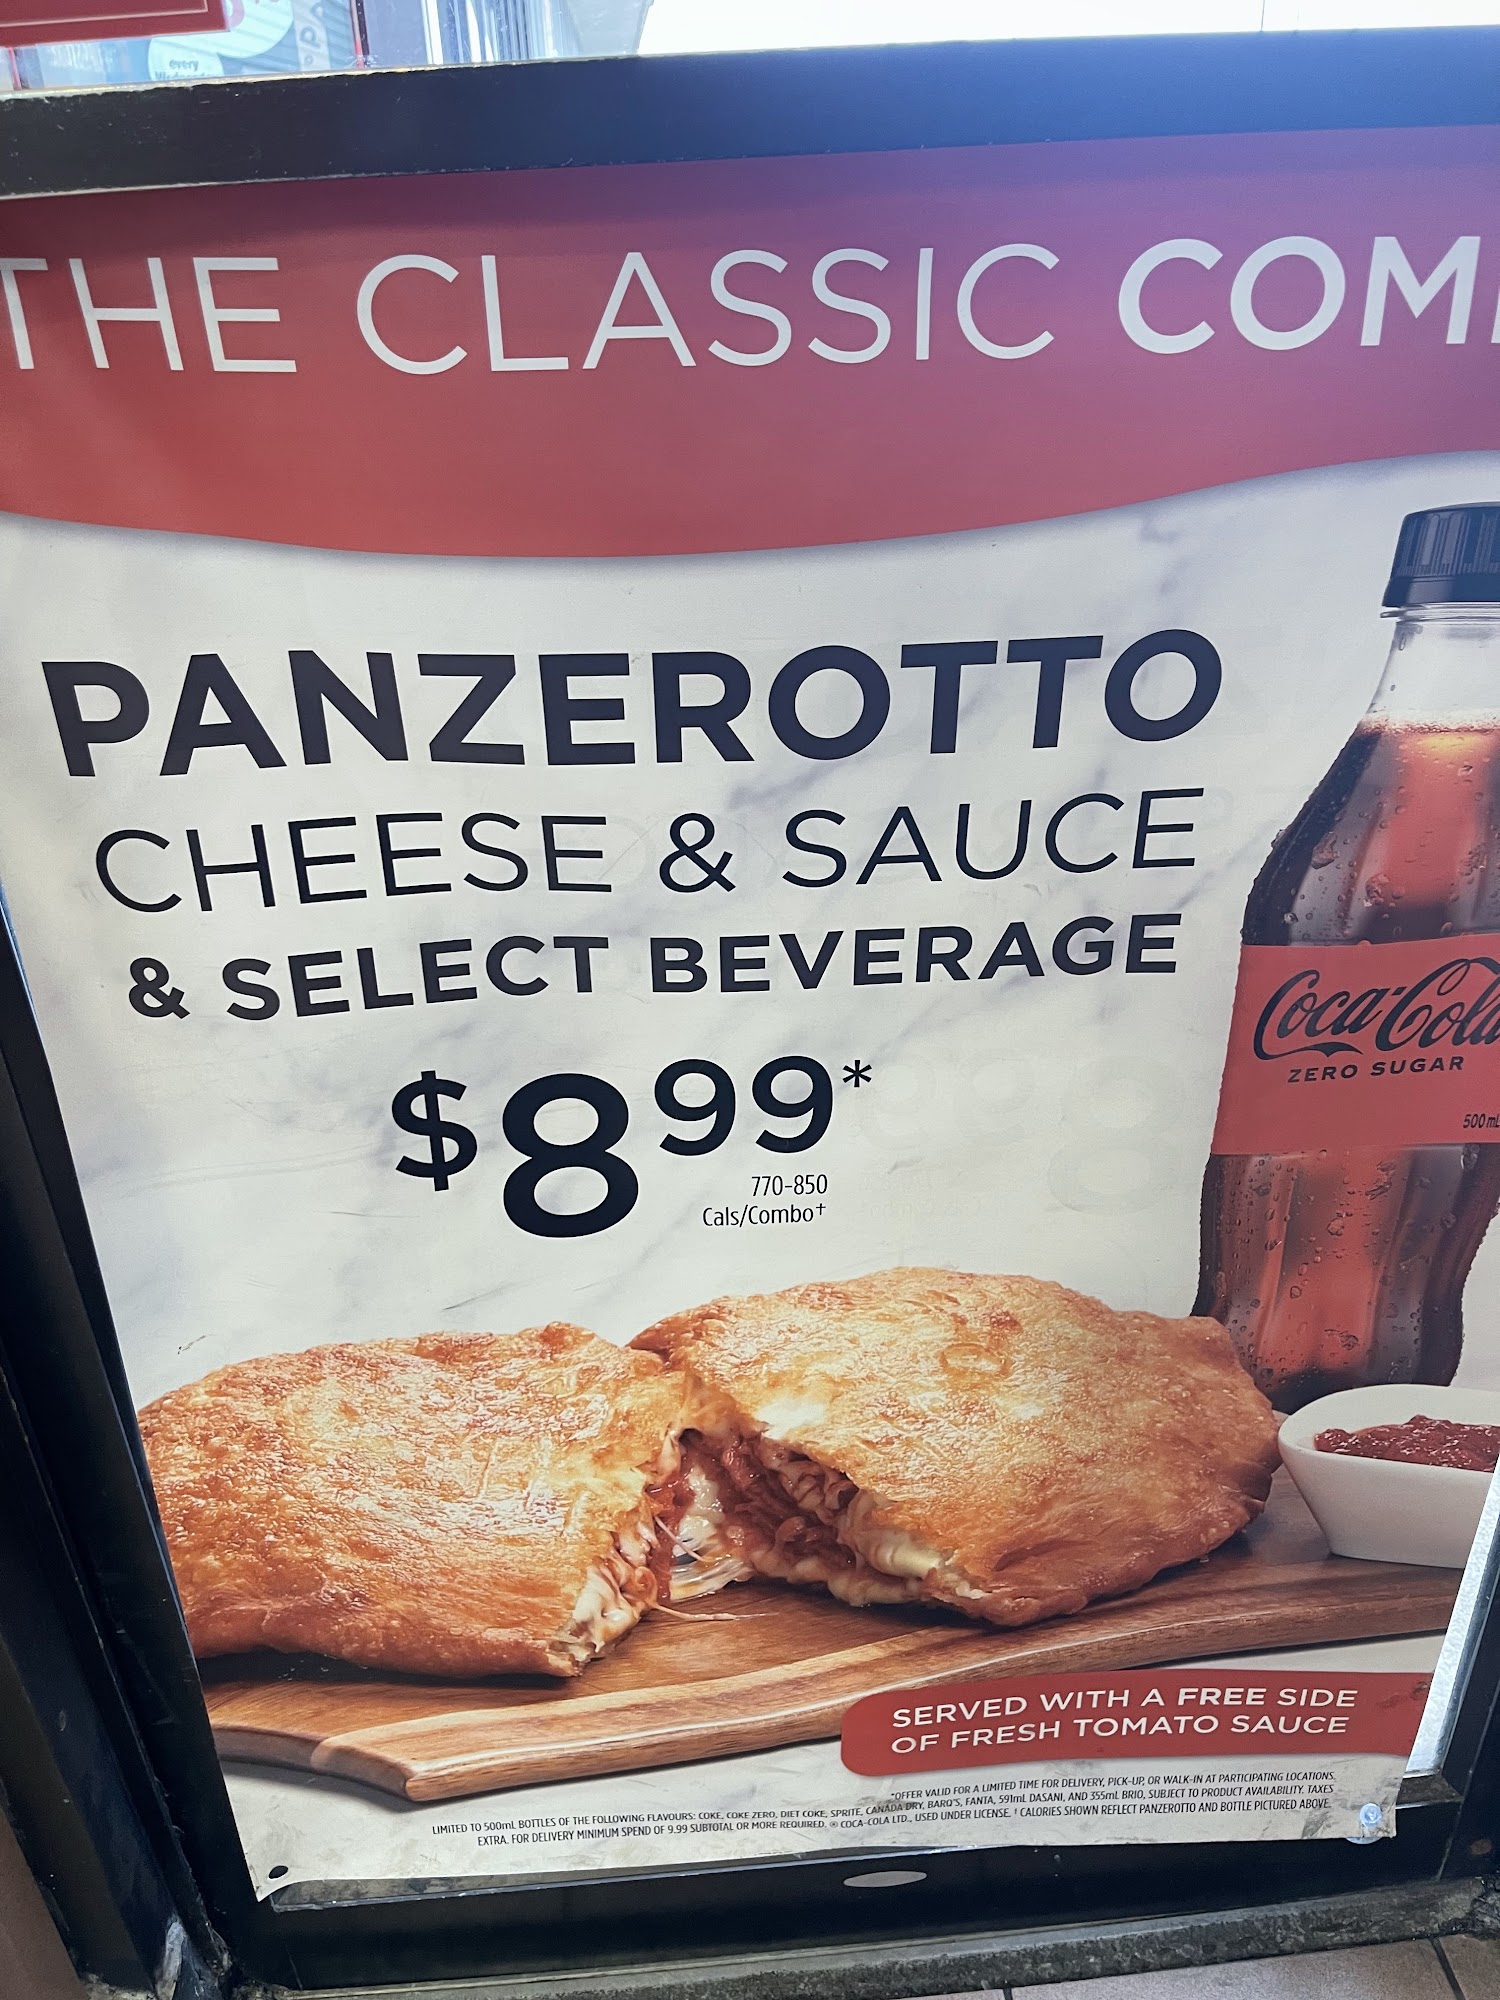 every
THE CLASSIC COM
PANZEROTTO
CHEESE & SAUCE
& SELECT BEVERAGE
$8.99*
770-850
Cals/Combo†
Coca-Cola
ZERO SUGAR
500 mL
SERVED WITH A FREE SIDE
OF FRESH TOMATO SAUCE
*OFFER VALID FOR A LIMITED TIME FOR DELIVERY, PICK-UP, OR WALK-IN AT PARTICIPATING LOCATIONS.
LIMITED TO 500mL BOTTLES OF THE FOLLOWING FLAVOURS: COKE, COKE ZERO, DIET COKE, SPRITE, CANADA DRY, BARQ'S, FANTA, 591mL DASANI, AND 355mL BRIO, SUBJECT TO PRODUCT AVAILABILITY. TAXES
EXTRA. FOR DELIVERY MINIMUM SPEND OF 9.99 SUBTOTAL OR MORE REQUIRED. ® COCA-COLA LTD., USED UNDER LICENSE. † CALORIES SHOWN REFLECT PANZEROTTO AND BOTTLE PICTURED ABOVE.